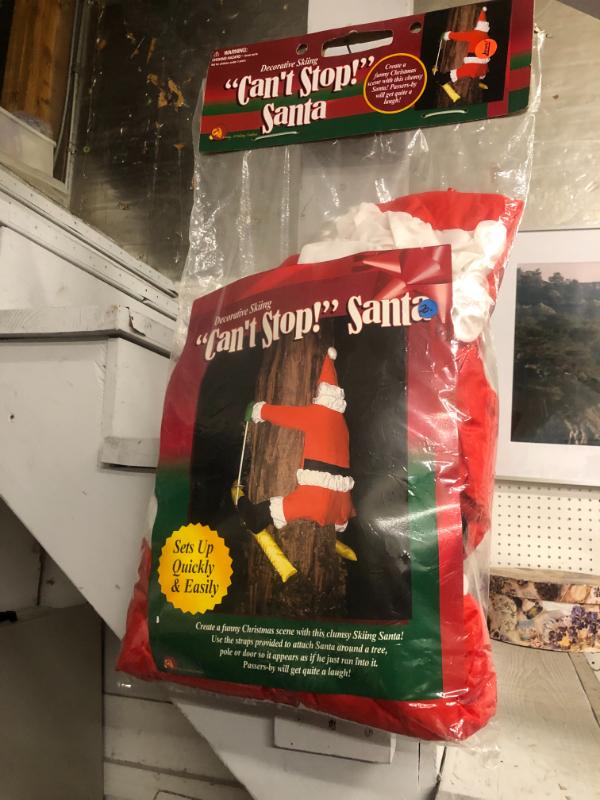 WARNING:
Decorative Skiing
"Can't Stop!"
Santa
Create a
funny Christmas
scene with this clumsy
Santa! Passers-by
will get quite a
laugh!
Decorative Skiing
"Can't Stop!" Santa
Sets Up
Quickly
& Easily
Create a funny Christmas scene with this clumsy Skiing Santa!
Use the straps provided to attach Santa around a tree,
pole or door so it appears as if he just ran into it.
Passers-by will get quite a laugh!